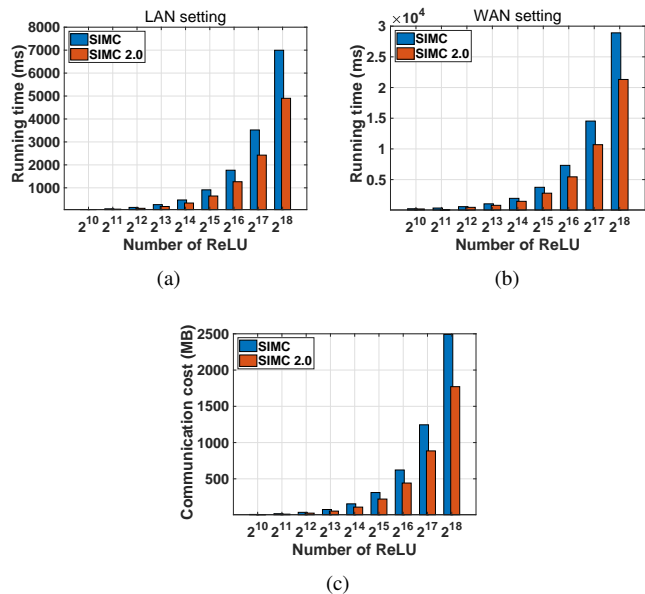 LAN setting
8000
7000
6000
5000
4000
3000
2000
1000
Running time (ms)
SIMC
SIMC 2.0
2^10 2^11 2^12 2^13 2^14 2^15 2^16 2^17 2^18
Number of ReLU
(a)
WAN setting
×10^4
3
2.5
2
1.5
1
0.5
Running time (ms)
SIMC
SIMC 2.0
2^10 2^11 2^12 2^13 2^14 2^15 2^16 2^17 2^18
Number of ReLU
(b)
2500
2000
1500
1000
500
Communication cost (MB)
SIMC
SIMC 2.0
2^10 2^11 2^12 2^13 2^14 2^15 2^16 2^17 2^18
Number of ReLU
(c)